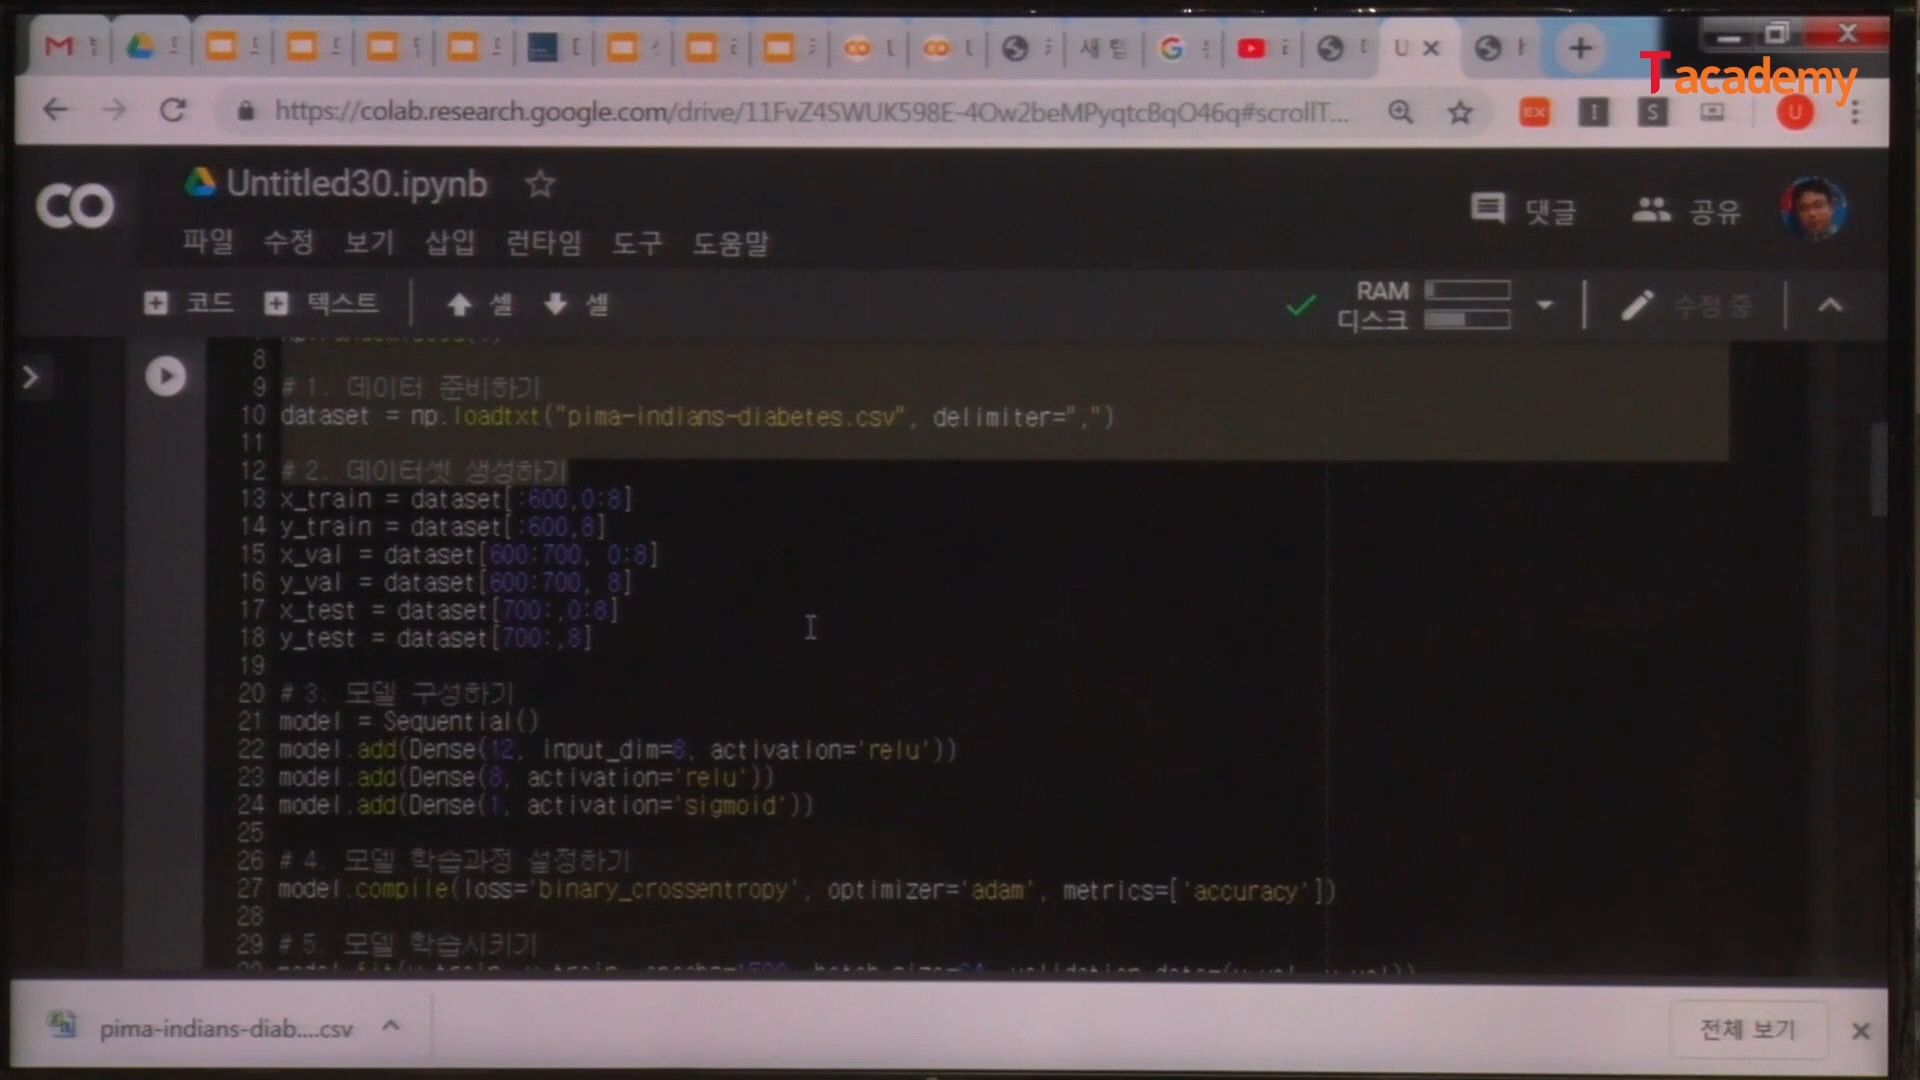 Tacademy
https://colab.research.google.com/drive/11FvZ4SWUK598E-4Ow2beMPyqtcBqO46q#scrollT...
CO
Untitled30.ipynb
댓글
공유
파일 수정 보기 삽입 런타임 도구 도움말
코드 텍스트 셀 셀
RAM
디스크
수정 중
8
9 # 1. 데이터 준비하기
10 dataset = np.loadtxt("pima-indians-diabetes.csv", delimiter=",")
11
12 # 2. 데이터셋 생성하기
13 x_train = dataset[:600,0:8]
14 y_train = dataset[:600,8]
15 x_val = dataset[600:700, 0:8]
16 y_val = dataset[600:700, 8]
17 x_test = dataset[700:,0:8]
18 y_test = dataset[700:,8]
19
20 # 3. 모델 구성하기
21 model = Sequential()
22 model.add(Dense(12, input_dim=8, activation='relu'))
23 model.add(Dense(8, activation='relu'))
24 model.add(Dense(1, activation='sigmoid'))
25
26 # 4. 모델 학습과정 설정하기
27 model.compile(loss='binary_crossentropy', optimizer='adam', metrics=['accuracy'])
28
29 # 5. 모델 학습시키기
pima-indians-diab....csv
전체 보기